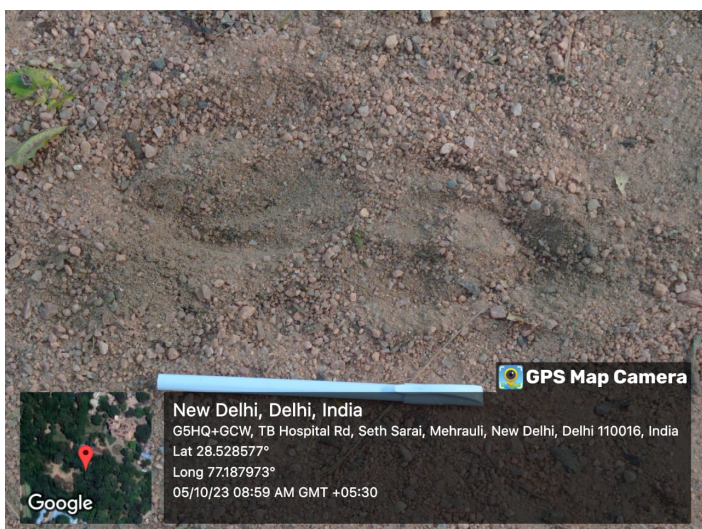 GPS Map Camera
New Delhi, Delhi, India
G5HQ+GCW, TB Hospital Rd, Seth Sarai, Mehrauli, New Delhi, Delhi 110016, India
Lat 28.528577°
Long 77.187973°
05/10/23 08:59 AM GMT +05:30
Google